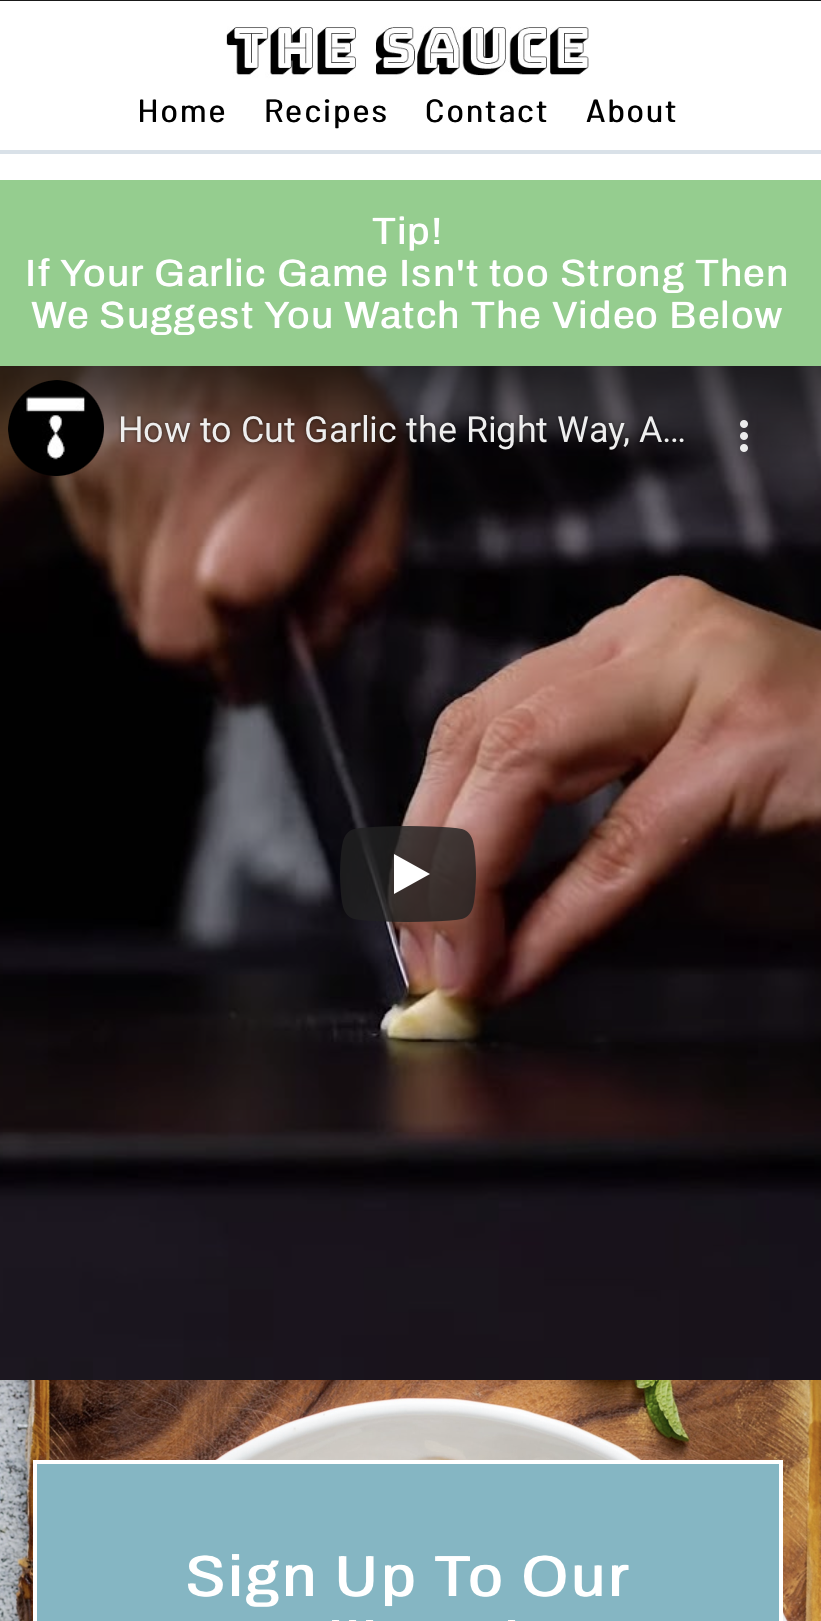 THE SAUCE
Home Recipes Contact About
Tip!
If Your Garlic Game Isn't too Strong Then
We Suggest You Watch The Video Below
How to Cut Garlic the Right Way, A...
Sign Up To Our